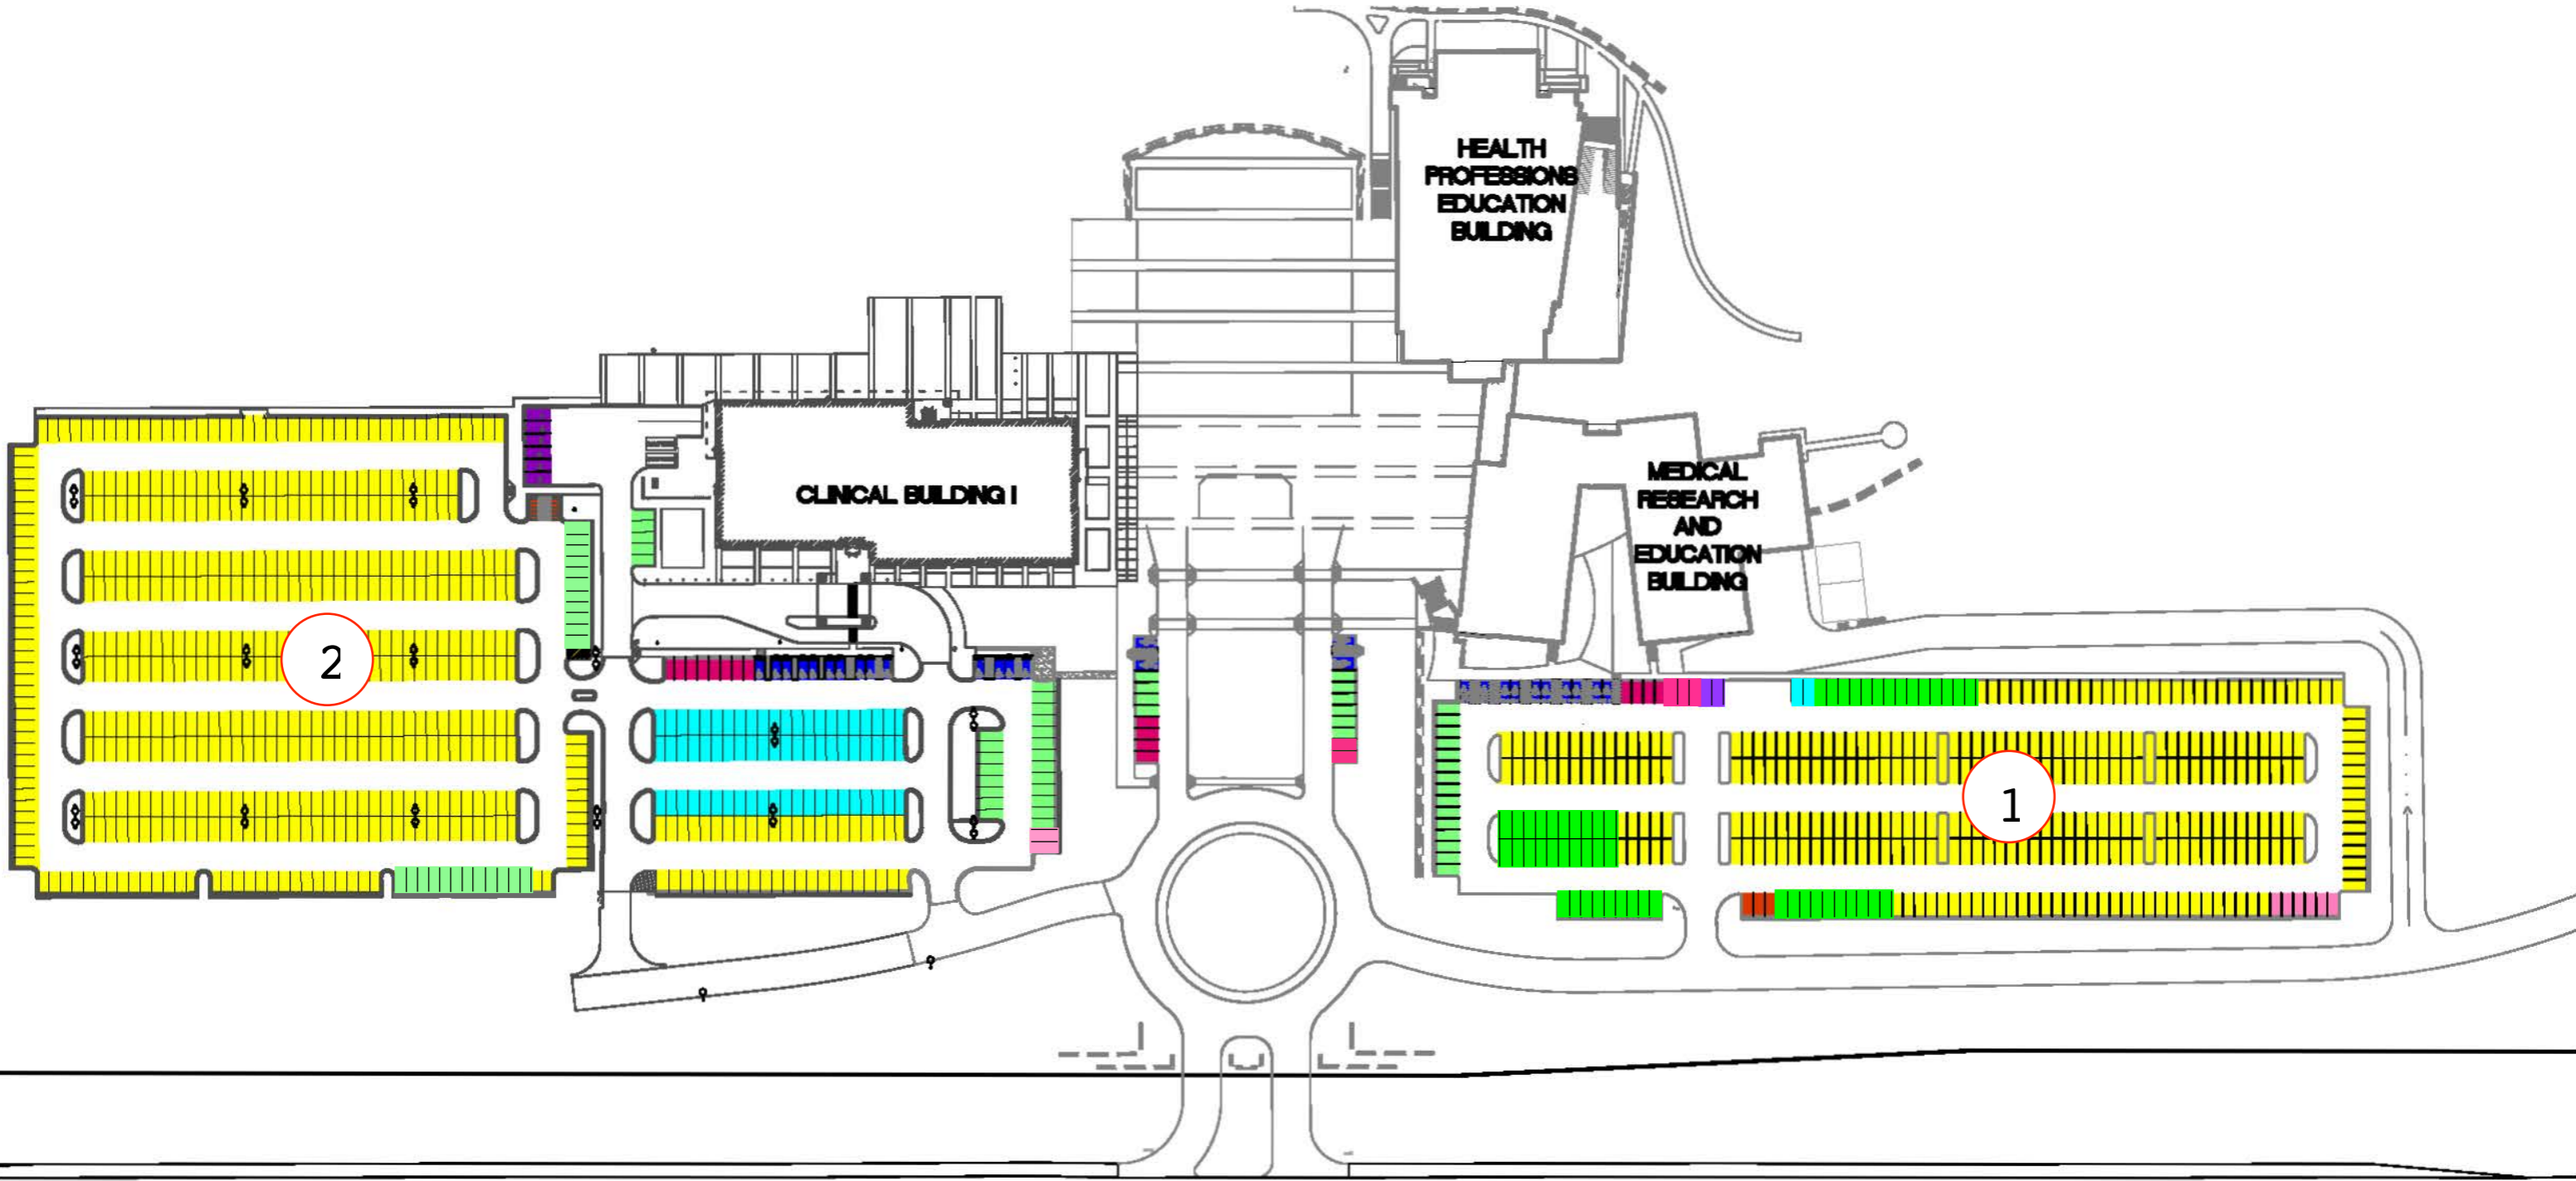 HEALTH
PROFESSIONS
EDUCATION
BUILDING
CLINICAL BUILDING I
MEDICAL
RESEARCH
AND
EDUCATION
BUILDING
2
1